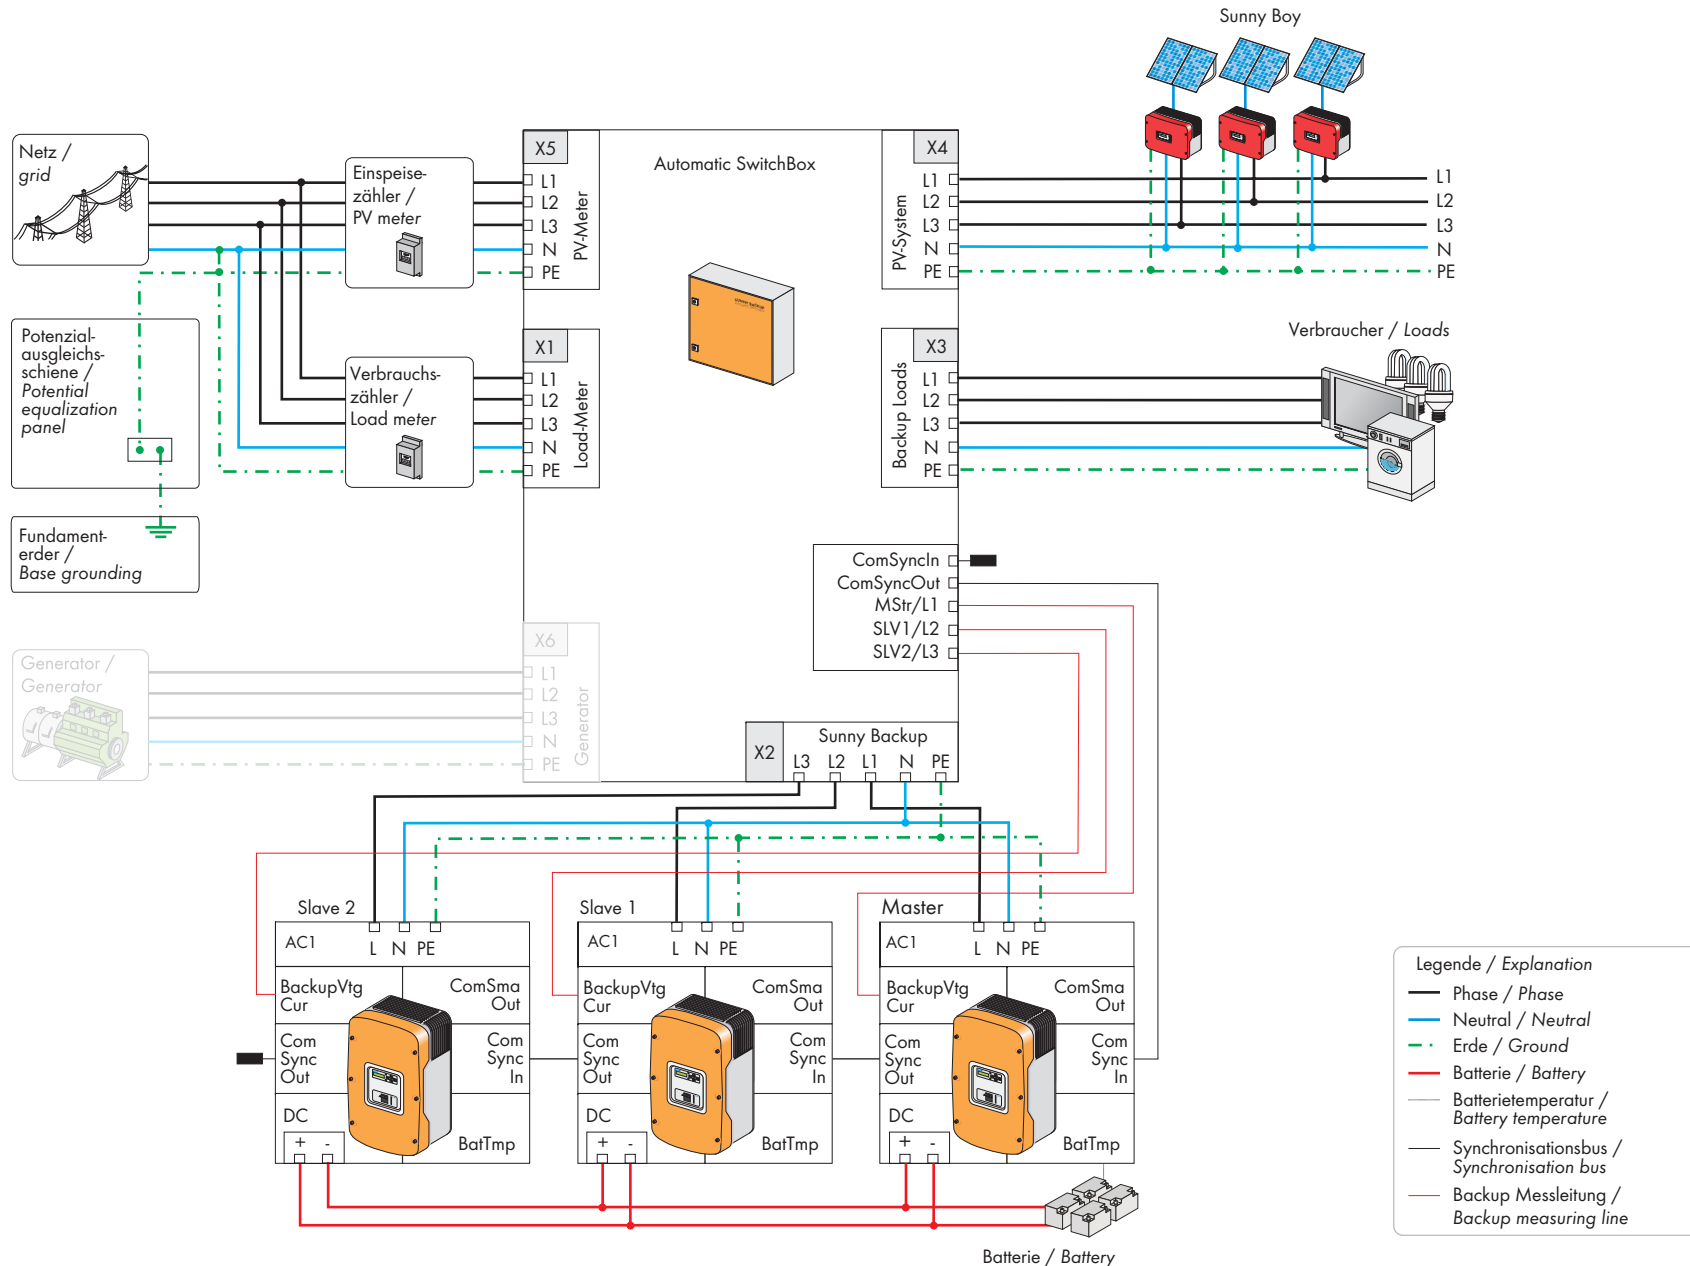 Sunny Boy
Netz /
grid
Einspeise-
zähler /
PV meter
X5
L1
L2
L3
N
PE
PV-Meter
Automatic SwitchBox
X4
L1
L2
L3
N
PE
PV-System
L1
L2
L3
N
PE
Potenzial-
ausgleichs-
schiene /
Potential
equalization
panel
Verbrauchs-
zähler /
Load meter
X1
L1
L2
L3
N
PE
Load-Meter
X3
L1
L2
L3
N
PE
Backup Loads
Verbraucher / Loads
Fundament-
erder /
Base grounding
ComSyncIn
ComSyncOut
MStr/L1
SLV1/L2
SLV2/L3
Generator /
Generator
X6
L1
L2
L3
N
PE
Generator
X2
Sunny Backup
L3 L2 L1 N PE
Slave 2
AC1
L N PE
BackupVtg
Cur
ComSma
Out
Com
Sync
Out
Com
Sync
In
DC
+ -
BatTmp
Slave 1
AC1
L N PE
BackupVtg
Cur
ComSma
Out
Com
Sync
Out
Com
Sync
In
DC
+ -
BatTmp
Master
AC1
L N PE
BackupVtg
Cur
ComSma
Out
Com
Sync
Out
Com
Sync
In
DC
+ -
BatTmp
Batterie / Battery
Legende / Explanation
Phase / Phase
Neutral / Neutral
Erde / Ground
Batterie / Battery
Batterietemperatur /
Battery temperature
Synchronisationsbus /
Synchronisation bus
Backup Messleitung /
Backup measuring line